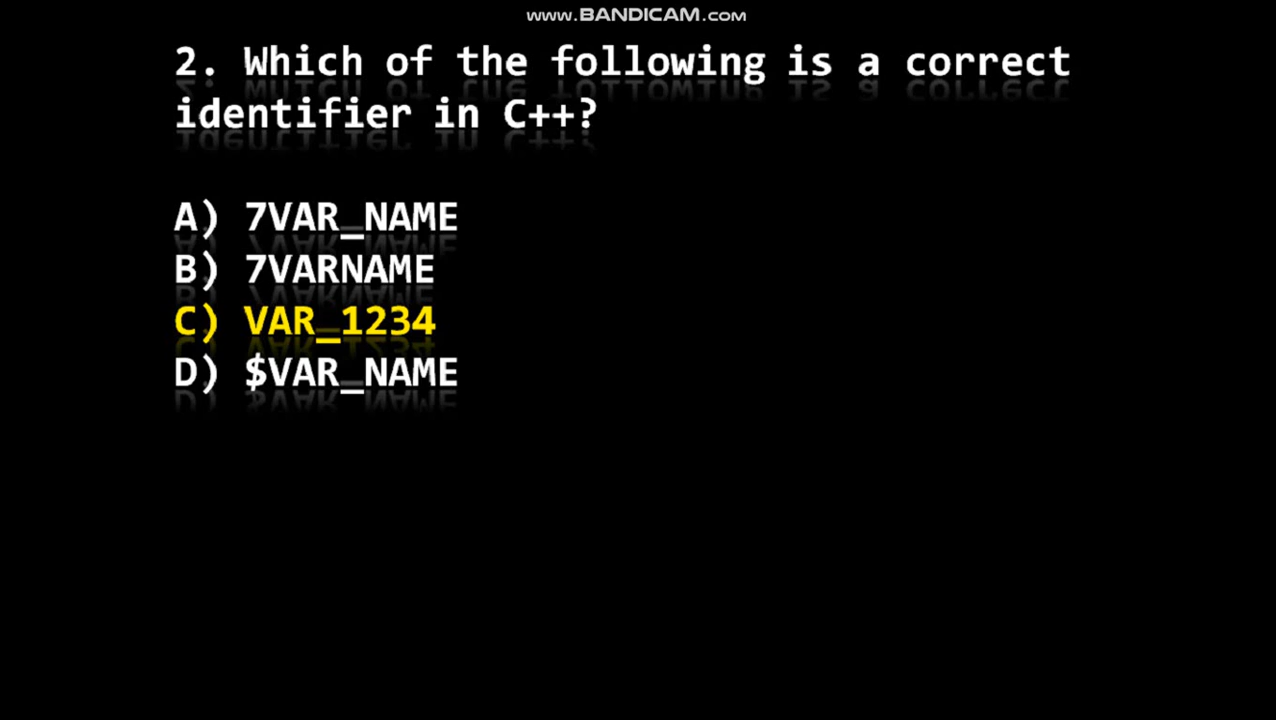 www.BANDICAM.com
2. Which of the following is a correct
identifier in C++?
A) 7VAR_NAME
B) 7VARNAME
C) VAR_1234
D) $VAR_NAME